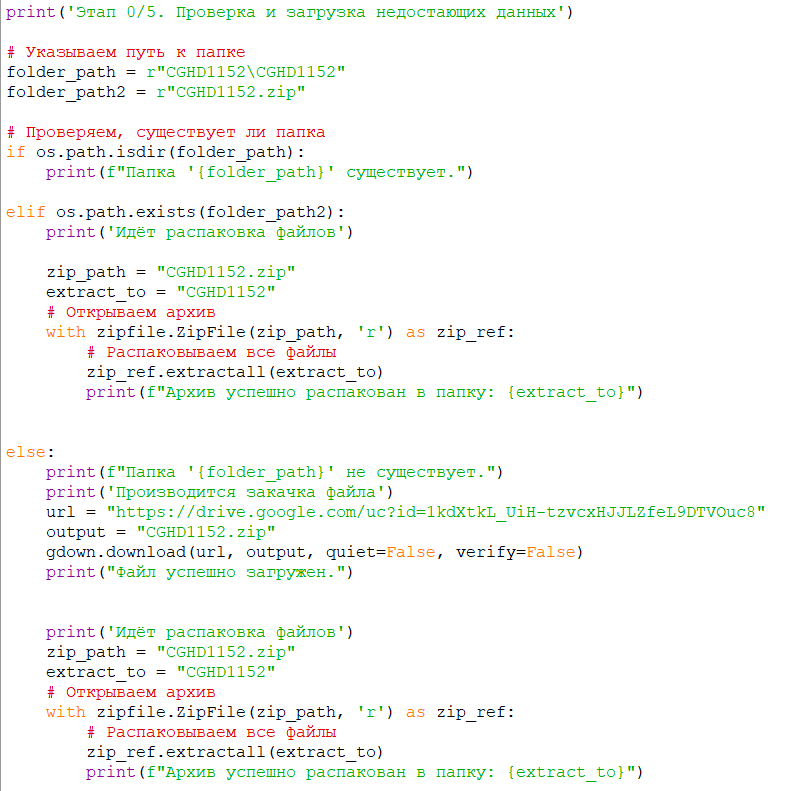 print('Этап 0/5. Проверка и загрузка недостающих данных')
# Указываем путь к папке
folder_path = r"CGHD1152\CGHD1152"
folder_path2 = r"CGHD1152.zip"
# Проверяем, существует ли папка
if os.path.isdir(folder_path):
    print(f"Папка '{folder_path}' существует.")
elif os.path.exists(folder_path2):
    print('Идёт распаковка файлов')
    zip_path = "CGHD1152.zip"
    extract_to = "CGHD1152"
    # Открываем архив
    with zipfile.ZipFile(zip_path, 'r') as zip_ref:
        # Распаковываем все файлы
        zip_ref.extractall(extract_to)
        print(f"Архив успешно распакован в папку: {extract_to}")
else:
    print(f"Папка '{folder_path}' не существует.")
    print('Производится закачка файла')
    url = "https://drive.google.com/uc?id=1kdXtkL_UiH-tzvcxHJJLZfeL9DTVOuc8"
    output = "CGHD1152.zip"
    gdown.download(url, output, quiet=False, verify=False)
    print("Файл успешно загружен.")
    print('Идёт распаковка файлов')
    zip_path = "CGHD1152.zip"
    extract_to = "CGHD1152"
    # Открываем архив
    with zipfile.ZipFile(zip_path, 'r') as zip_ref:
        # Распаковываем все файлы
        zip_ref.extractall(extract_to)
        print(f"Архив успешно распакован в папку: {extract_to}")